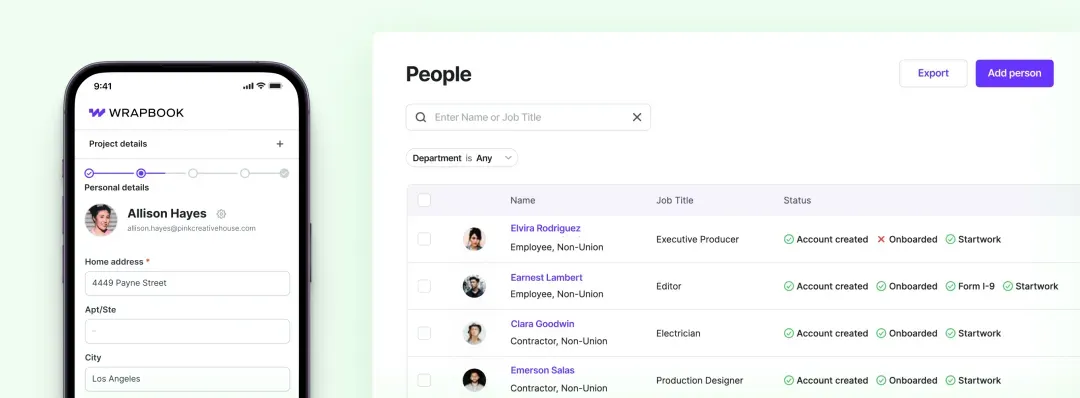 9:41
WRAPBOOK
Project details
Personal details
Allison Hayes
allison.hayes@pinkcreativehouse.com
Home address *
4449 Payne Street
Apt/Ste
-
City
Los Angeles
People
Export
Add person
Enter Name or Job Title
Department is Any
Name Job Title Status
Elvira Rodriguez
Employee, Non-Union
Executive Producer
Account created Onboarded Startwork
Earnest Lambert
Employee, Non-Union
Editor
Account created Onboarded Form I-9 Startwork
Clara Goodwin
Contractor, Non-Union
Electrician
Account created Onboarded Startwork
Emerson Salas
Contractor, Non-Union
Production Designer
Account created Onboarded Startwork